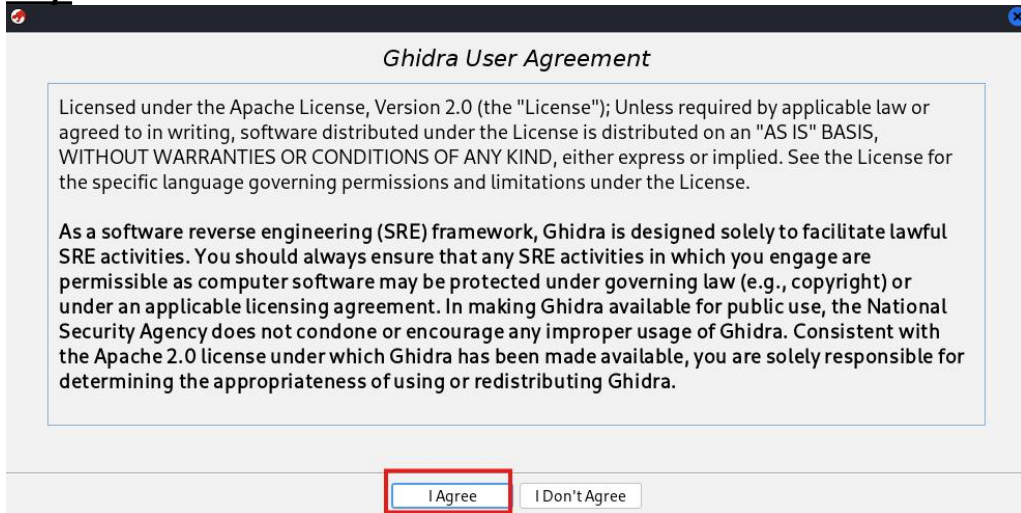 Ghidra User Agreement
Licensed under the Apache License, Version 2.0 (the "License"); Unless required by applicable law or
agreed to in writing, software distributed under the License is distributed on an "AS IS" BASIS,
WITHOUT WARRANTIES OR CONDITIONS OF ANY KIND, either express or implied. See the License for
the specific language governing permissions and limitations under the License.
As a software reverse engineering (SRE) framework, Ghidra is designed solely to facilitate lawful
SRE activities. You should always ensure that any SRE activities in which you engage are
permissible as computer software may be protected under governing law (e.g., copyright) or
under an applicable licensing agreement. In making Ghidra available for public use, the National
Security Agency does not condone or encourage any improper usage of Ghidra. Consistent with
the Apache 2.0 license under which Ghidra has been made available, you are solely responsible for
determining the appropriateness of using or redistributing Ghidra.
I Agree I Don't Agree